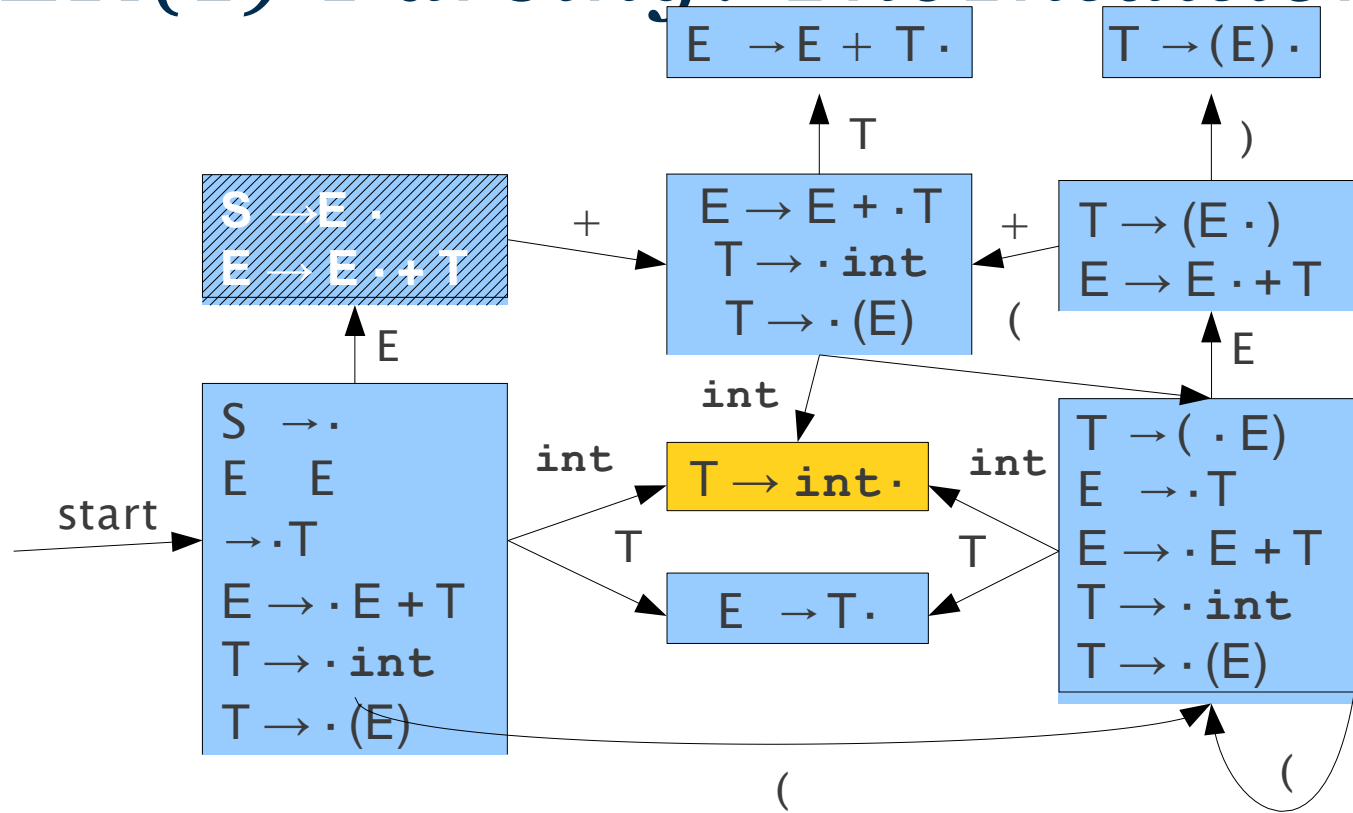 E → E + T ·
T → (E) ·
T
)
S → E ·
E → E · + T
+
E → E + · T
T → · int
T → · (E)
+
T → (E · )
E → E · + T
(
E
E
int
S → ·
E E
→ · T
E → · E + T
T → · int
T → · (E)
start
int
T → int ·
int
T
T
E → T ·
T → ( · E)
E → · T
E → · E + T
T → · int
T → · (E)
(
(